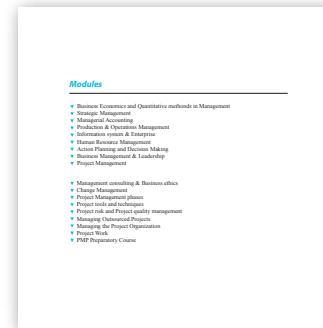 Modules
Business Economics and Quantitative methoods in Management
Strategic Management
Managerial Accounting
Production & Operations Management
Information system & Enterprise
Human Resource Management
Action Planning and Decision Making
Business Management & Leadership
Project Management
Management consulting & Business ethics
Change Management
Project Management phases
Project tools and techniques
Project risk and Project quality management
Managing Outsourced Projects
Managing the Project Organization
Project Work
PMP Preparatory Course